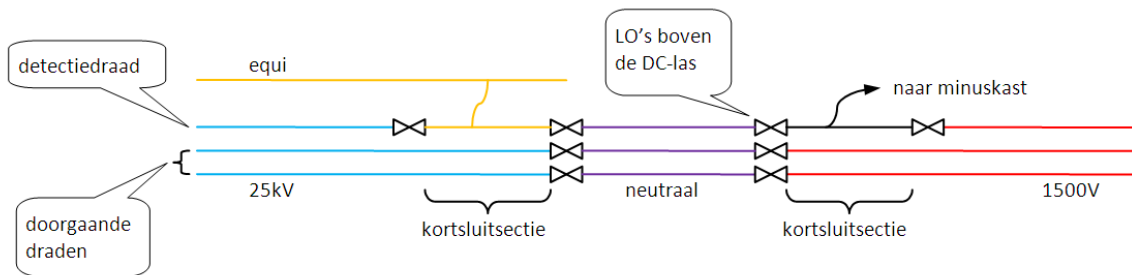 detectiedraad
equi
LO's boven
de DC-las
naar minuskast
25kV
neutraal
1500V
kortsluitsectie
kortsluitsectie
doorgaande
draden